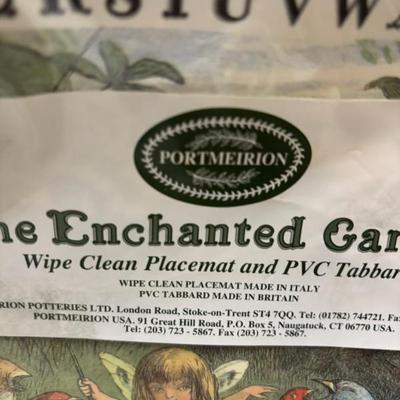 RSTUVW
PORTMEIRION
he Enchanted Gar
Wipe Clean Placemat and PVC Tabbar
WIPE CLEAN PLACEMAT MADE IN ITALY
PVC TABBARD MADE IN BRITAIN
RION POTTERIES LTD. London Road, Stoke-on-Trent ST4 7QQ. Tel: (01782) 744721. Fa
PORTMEIRION USA. 91 Great Hill Road, P.O. Box 5, Naugatuck, CT 06770 USA.
Tel: (203) 723 - 5867. Fax (203) 723 - 5867.